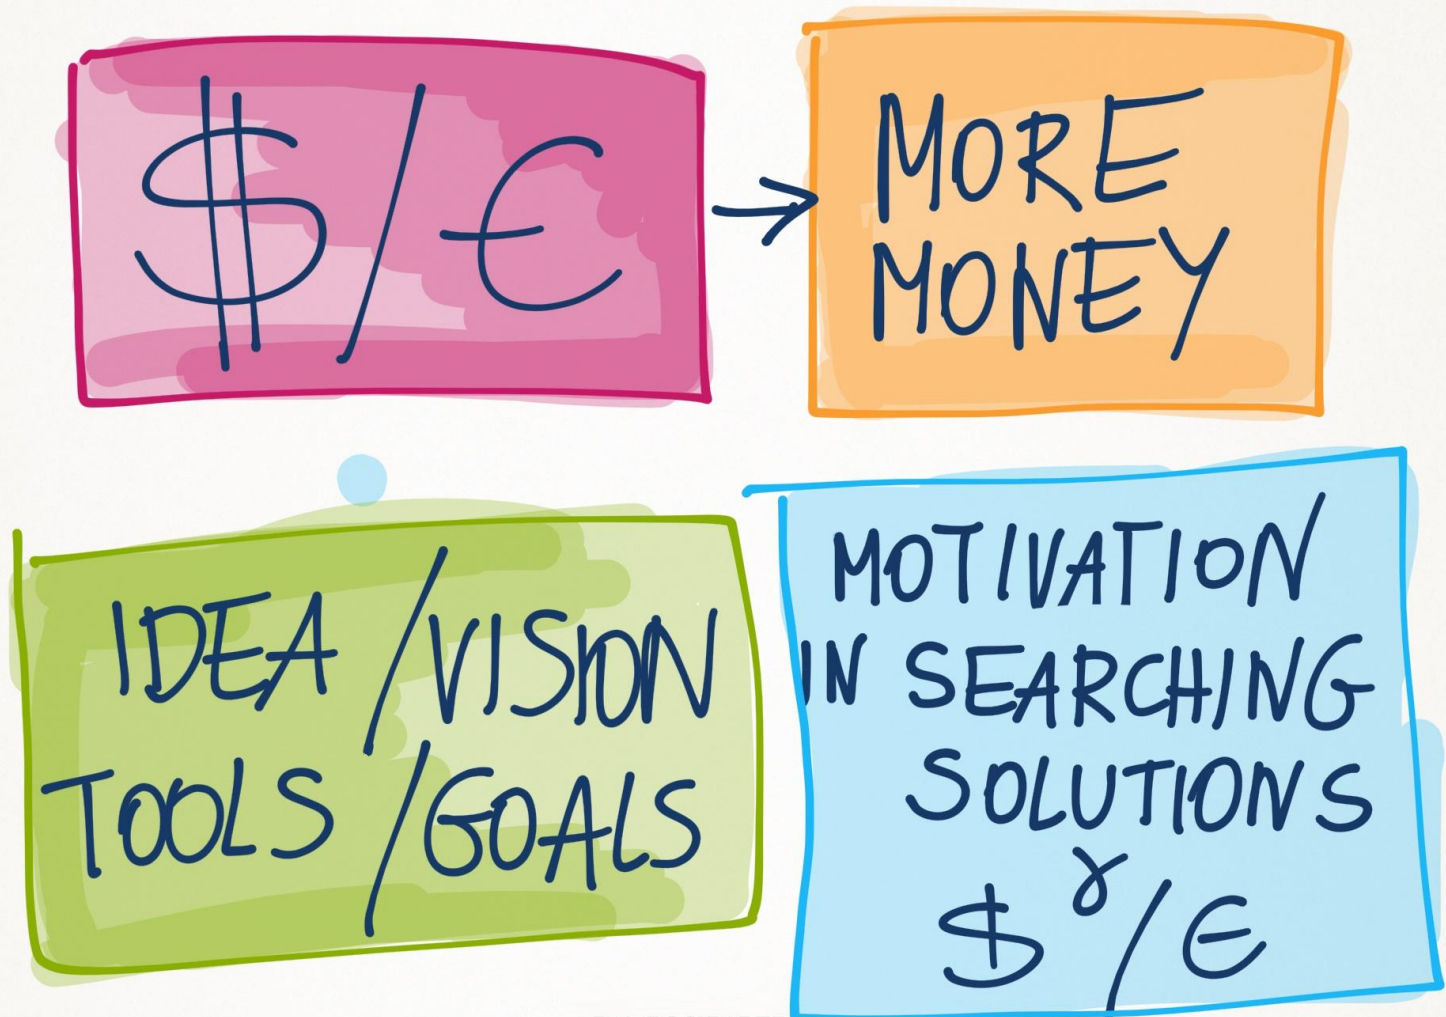 $/€
MORE
MONEY
IDEA/VISION
TOOLS/GOALS
MOTIVATION
IN SEARCHING
SOLUTIONS
$/€